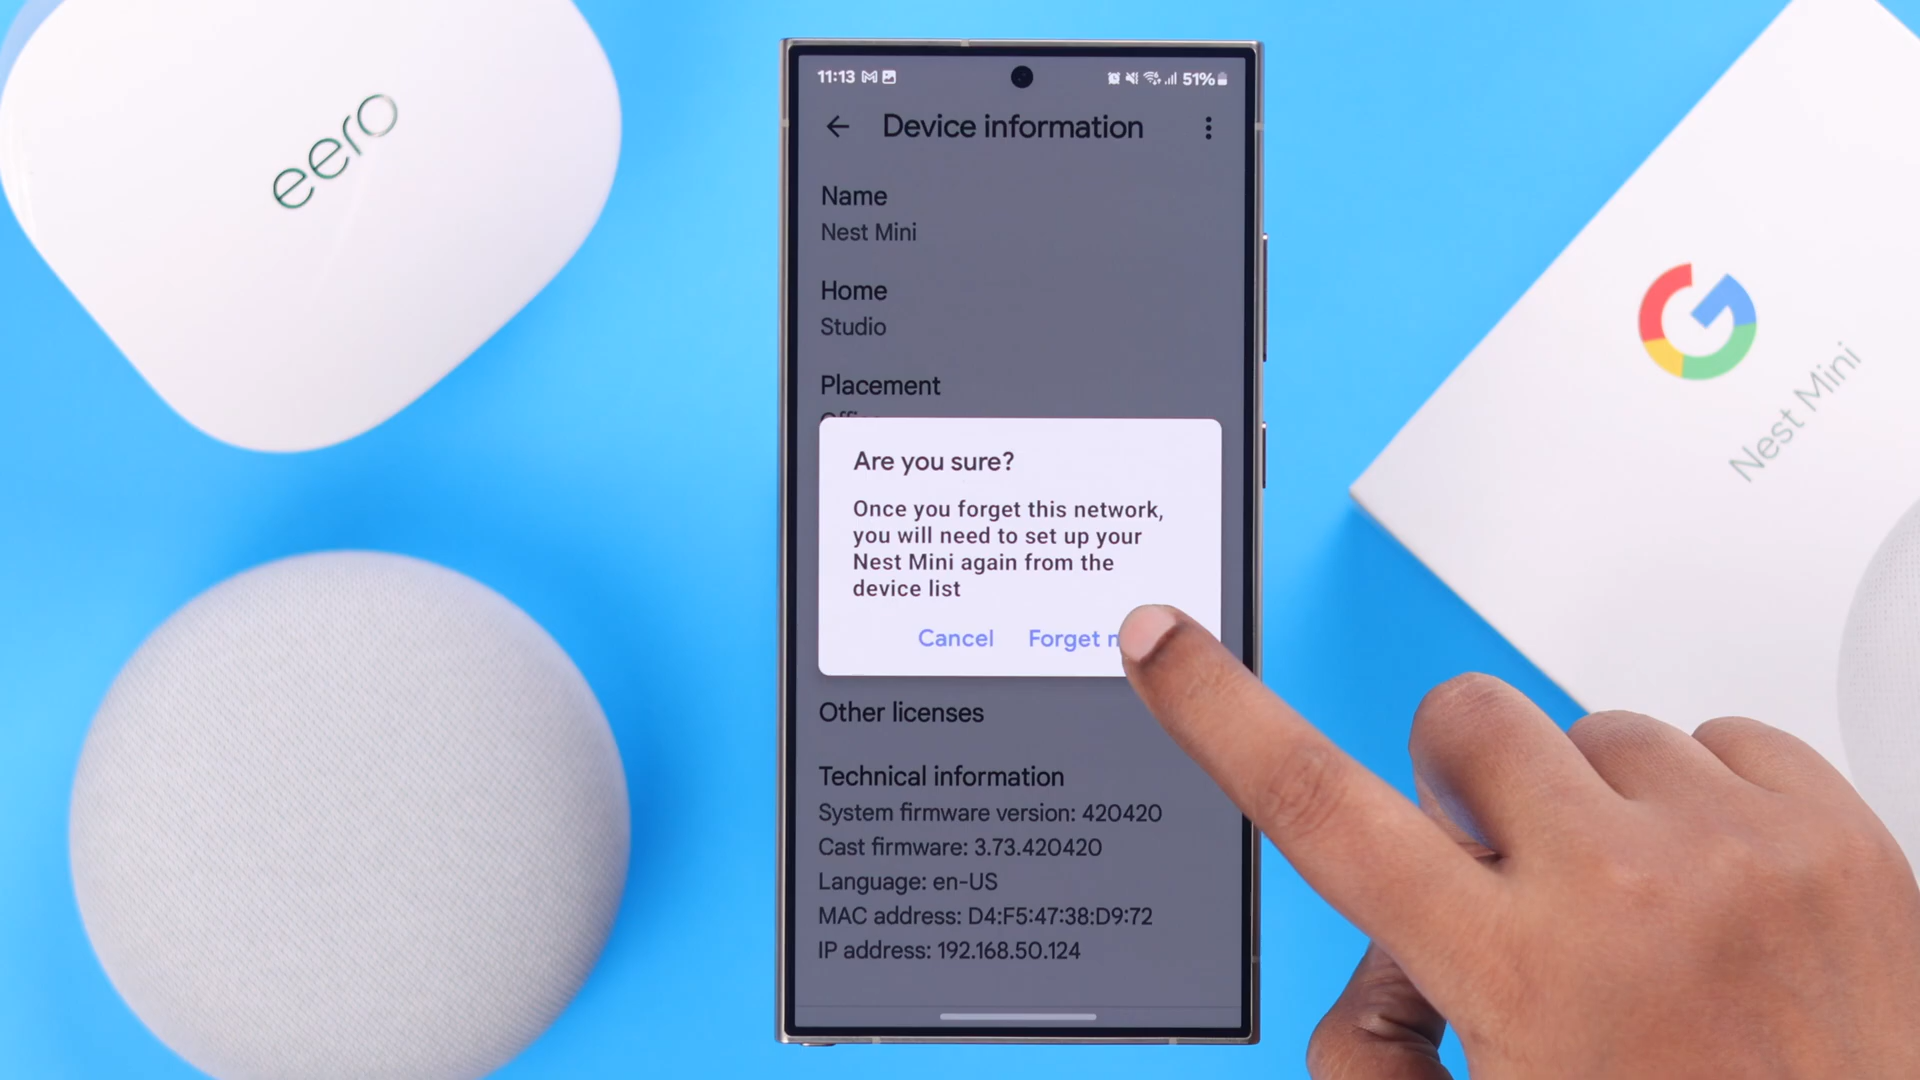 eero
11:13
51%
Device information
Name
Nest Mini
Home
Studio
Placement
Are you sure?
Once you forget this network,
you will need to set up your
Nest Mini again from the
device list
Cancel Forget
Other licenses
Technical information
System firmware version: 420420
Cast firmware: 3.73.420420
Language: en-US
MAC address: D4:F5:47:38:D9:72
IP address: 192.168.50.124
G
Nest Mini